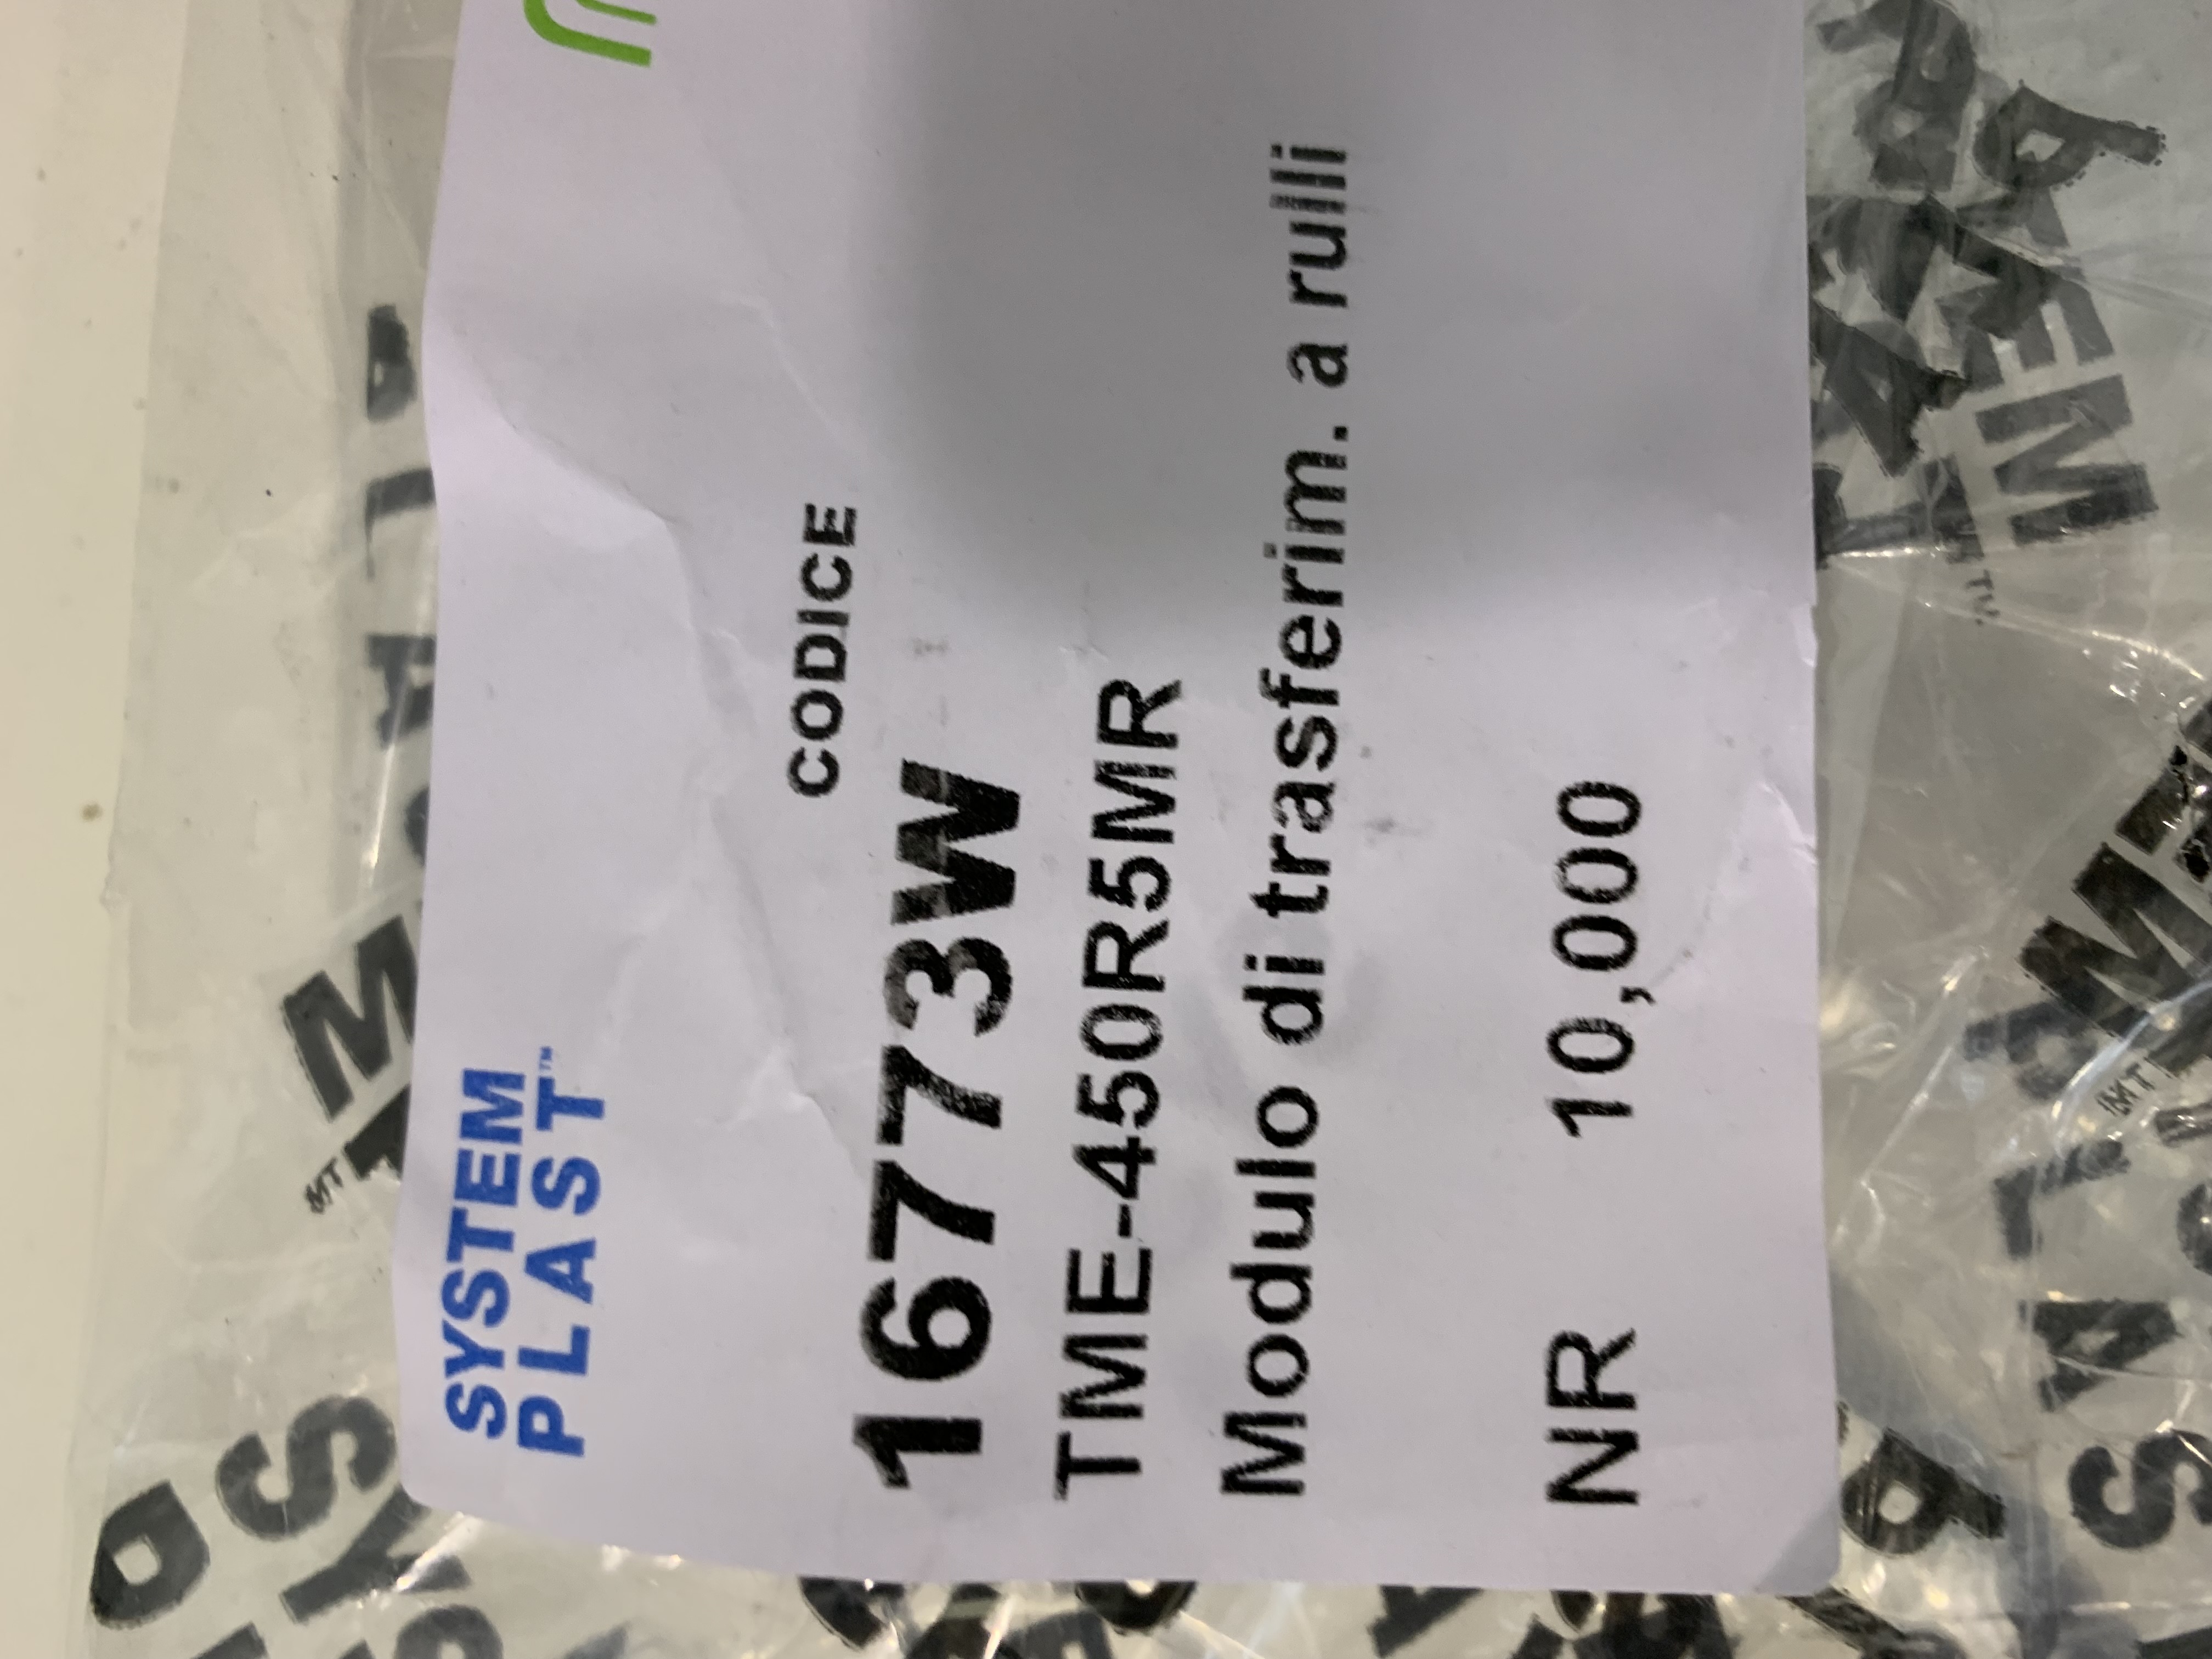 SYSTEM
PLAST™
CODICE
16773W
TME-450R5MR
Modulo di trasferim. a rulli
NR 10,000